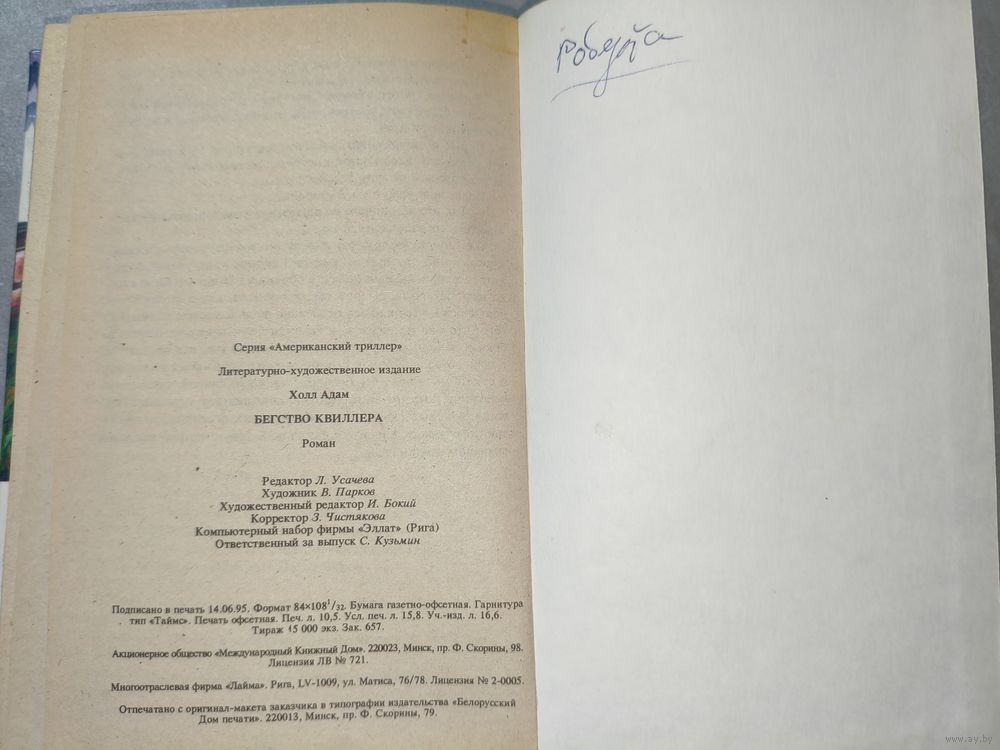 Серия «Американский триллер»
Литературно-художественное издание
Холл Адам
БЕГСТВО КВИЛЛЕРА
Роман
Редактор Л. Усачева
Художник В. Парков
Художественный редактор И. Бокий
Корректор З. Чистякова
Компьютерный набор фирмы «Эллат» (Рига)
Ответственный за выпуск С. Кузьмин
Подписано в печать 14.06.95. Формат 84×108¹/₃₂. Бумага газетно-офсетная. Гарнитура
тип «Таймс». Печать офсетная. Печ. л. 10,5. Усл. печ. л. 15,8. Уч.-изд. л. 16,6.
Тираж 15 000 экз. Зак. 657.
Акционерное общество «Международный Книжный Дом». 220023, Минск, пр. Ф. Скорины, 98.
Лицензия ЛВ № 721.
Многоотраслевая фирма «Лайма». Рига, LV-1009, ул. Матиса, 76/78. Лицензия № 2-0005.
Отпечатано с оригинал-макета заказчика в типографии издательства «Белорусский
Дом печати». 220013, Минск, пр. Ф. Скорины, 79.
www.ay.by